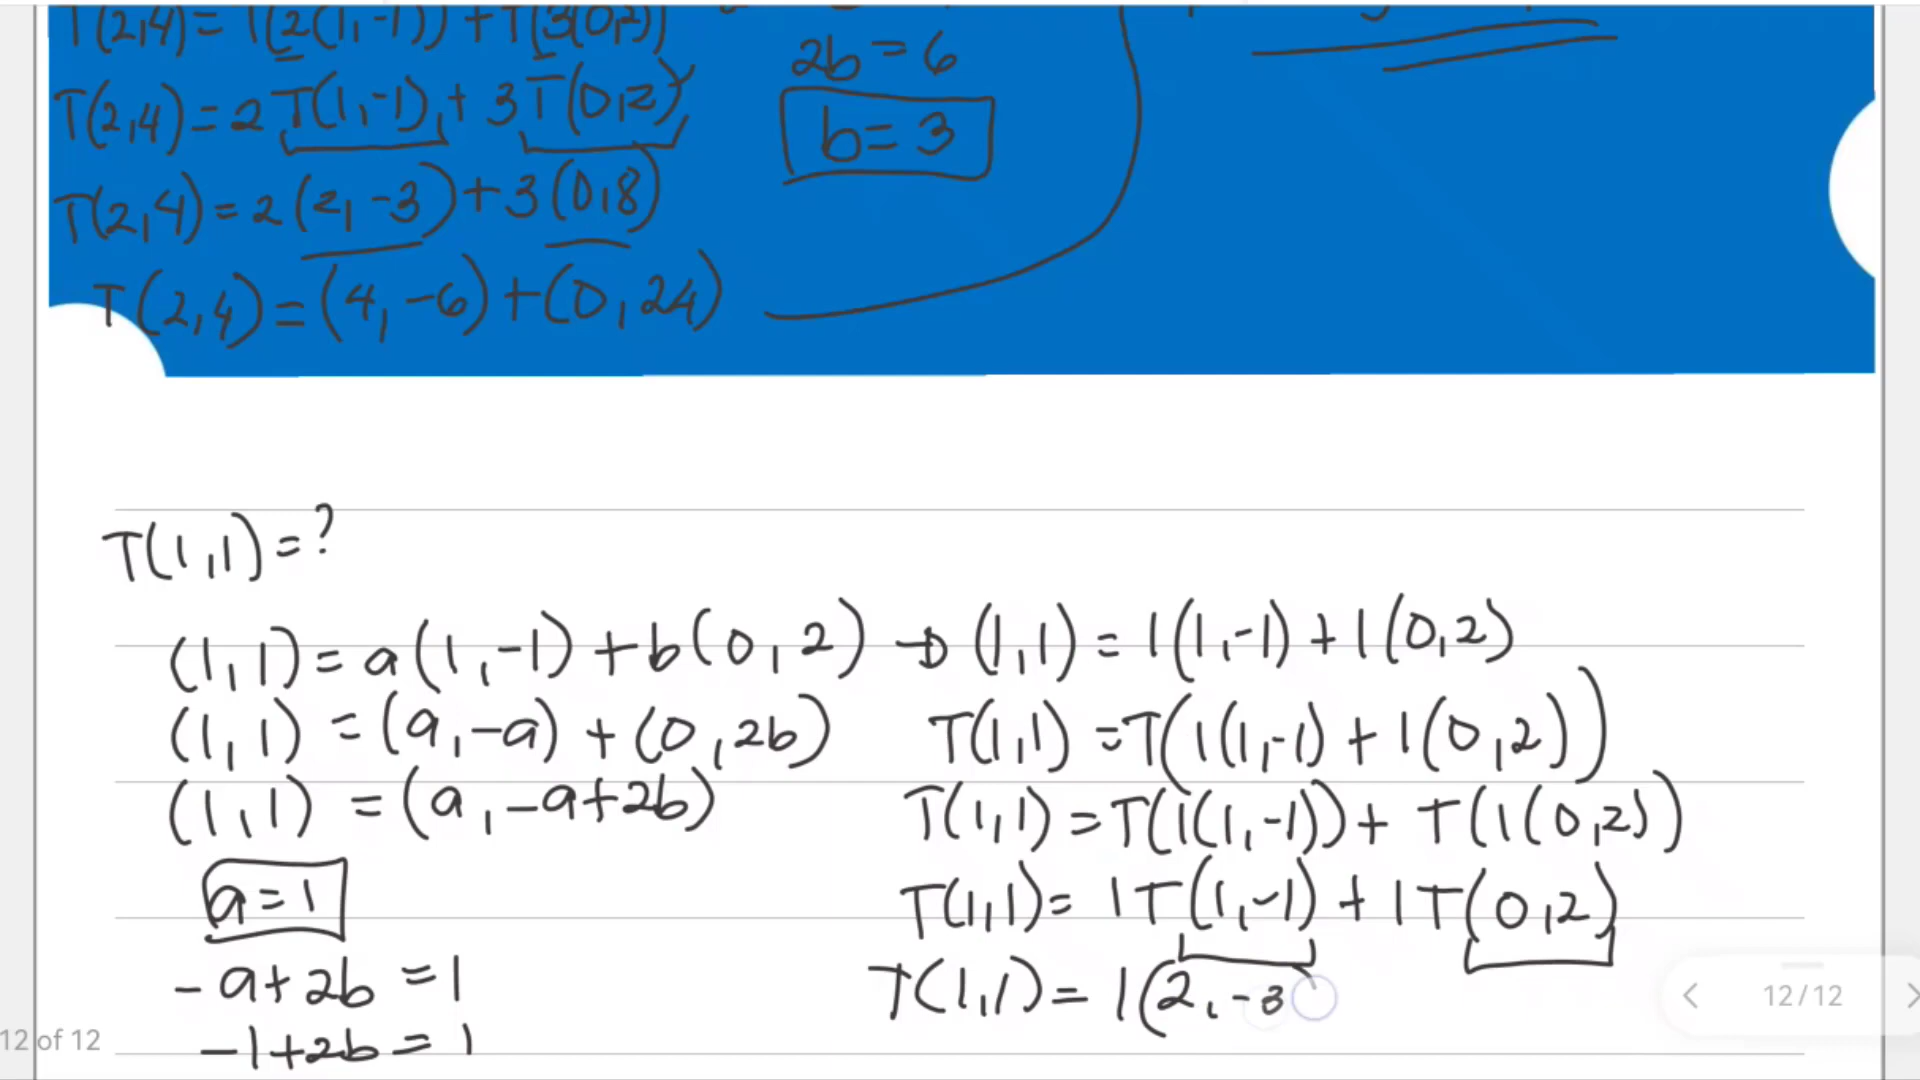 T(2,4)= T(2(1,-1)) + T(3(0,2))
2b = 6
T(2,4) = 2 T(1,-1) + 3 T(0,2)
b = 3
T(2,4) = 2 (2, -3) + 3 (0,8)
T(2,4) = (4, -6) + (0, 24)
T(1,1) = ?
(1,1) = a(1,-1) + b(0,2) → (1,1) = 1(1,-1) + 1(0,2)
(1,1) = (a,-a) + (0,2b)
T(1,1) = T(1(1,-1) + 1(0,2))
(1,1) = (a, -a+2b)
T(1,1) = T(1(1,-1)) + T(1(0,2))
a = 1
T(1,1) = 1T(1,-1) + 1T(0,2)
-a + 2b = 1
T(1,1) = 1(2, -3)
-1 + 2b = 1
12/12
12 of 12